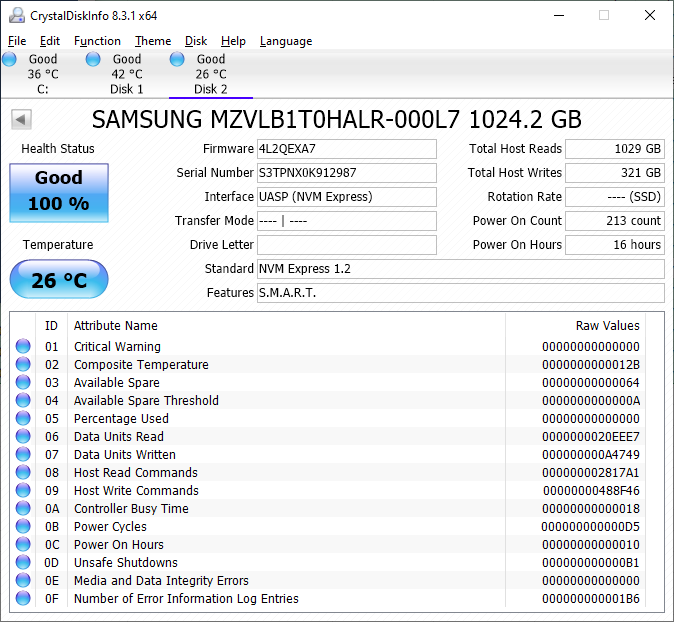 CrystalDiskInfo 8.3.1 x64
File Edit Function Theme Disk Help Language
Good Good Good
36 °C 42 °C 26 °C
C: Disk 1 Disk 2
SAMSUNG MZVLB1T0HALR-000L7 1024.2 GB
Health Status
Good
100 %
Temperature
26 °C
Firmware 4L2QEXA7
Serial Number S3TPNX0K912987
Interface UASP (NVM Express)
Transfer Mode ---- | ----
Drive Letter
Total Host Reads 1029 GB
Total Host Writes 321 GB
Rotation Rate ---- (SSD)
Power On Count 213 count
Power On Hours 16 hours
Standard NVM Express 1.2
Features S.M.A.R.T.
ID Attribute Name Raw Values
01 Critical Warning 00000000000000
02 Composite Temperature 0000000000012B
03 Available Spare 00000000000064
04 Available Spare Threshold 0000000000000A
05 Percentage Used 00000000000000
06 Data Units Read 0000000020EEE7
07 Data Units Written 000000000A4749
08 Host Read Commands 000000002817A1
09 Host Write Commands 00000000488F46
0A Controller Busy Time 00000000000018
0B Power Cycles 000000000000D5
0C Power On Hours 00000000000010
0D Unsafe Shutdowns 000000000000B1
0E Media and Data Integrity Errors 00000000000000
0F Number of Error Information Log Entries 000000000001B6